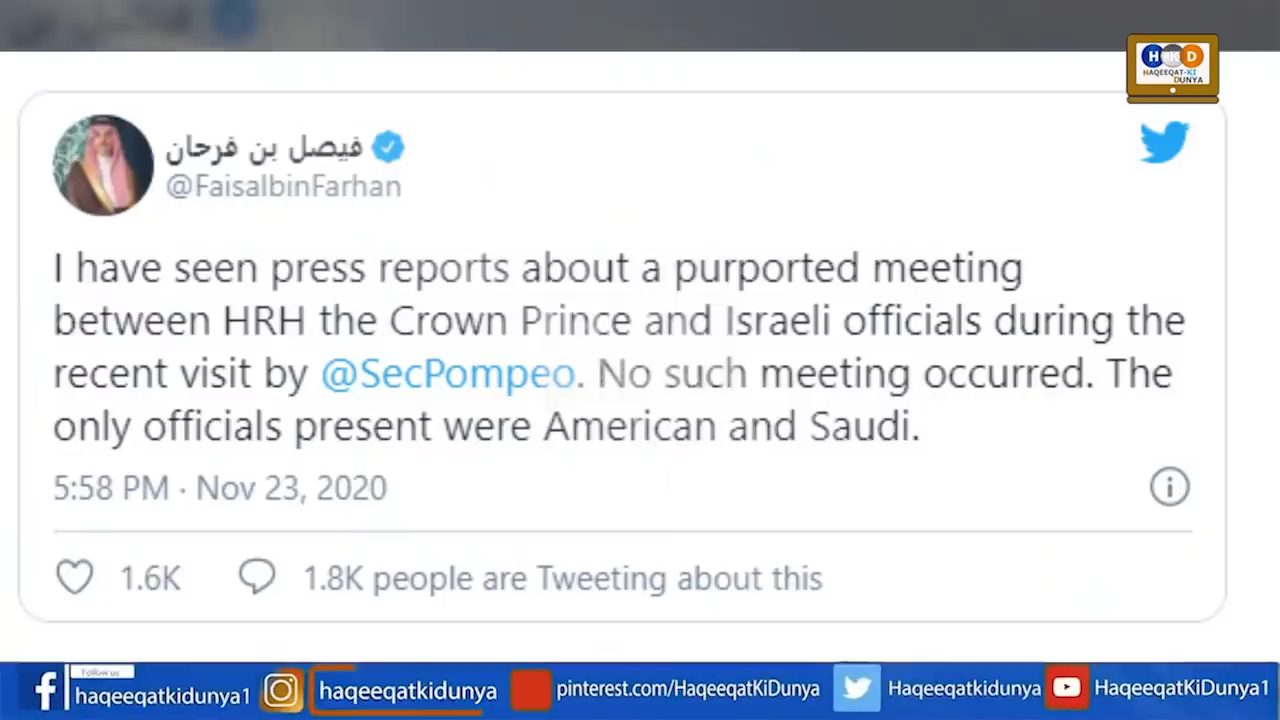 H K D
HAQEEQAT-KI
DUNYA
فيصل بن فرحان
@FaisalbinFarhan
I have seen press reports about a purported meeting
between HRH the Crown Prince and Israeli officials during the
recent visit by @SecPompeo. No such meeting occurred. The
only officials present were American and Saudi.
5:58 PM · Nov 23, 2020
1.6K 1.8K people are Tweeting about this
Follow us
haqeeqatkidunya1 haqeeqatkidunya pinterest.com/HaqeeqatKiDunya Haqeeqatkidunya HaqeeqatKiDunya1